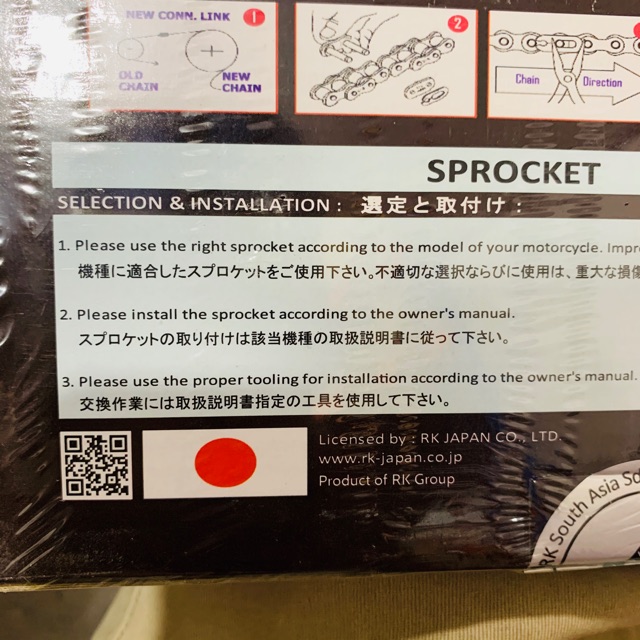 NEW CONN. LINK 1
OLD CHAIN
NEW CHAIN
2
Chain Direction
SPROCKET
SELECTION & INSTALLATION : 選定と取付け :
1. Please use the right sprocket according to the model of your motorcycle.
機種に適合したスプロケットをご使用下さい。不適切な選択ならびに使用は、重大な損傷
2. Please install the sprocket according to the owner's manual.
スプロケットの取り付けは該当機種の取扱説明書に従って下さい。
3. Please use the proper tooling for installation according to the owner's manual.
交換作業には取扱説明書指定の工具を使用して下さい。
Licensed by : RK JAPAN CO., LTD.
www.rk-japan.co.jp
Product of RK Group
RK South Asia